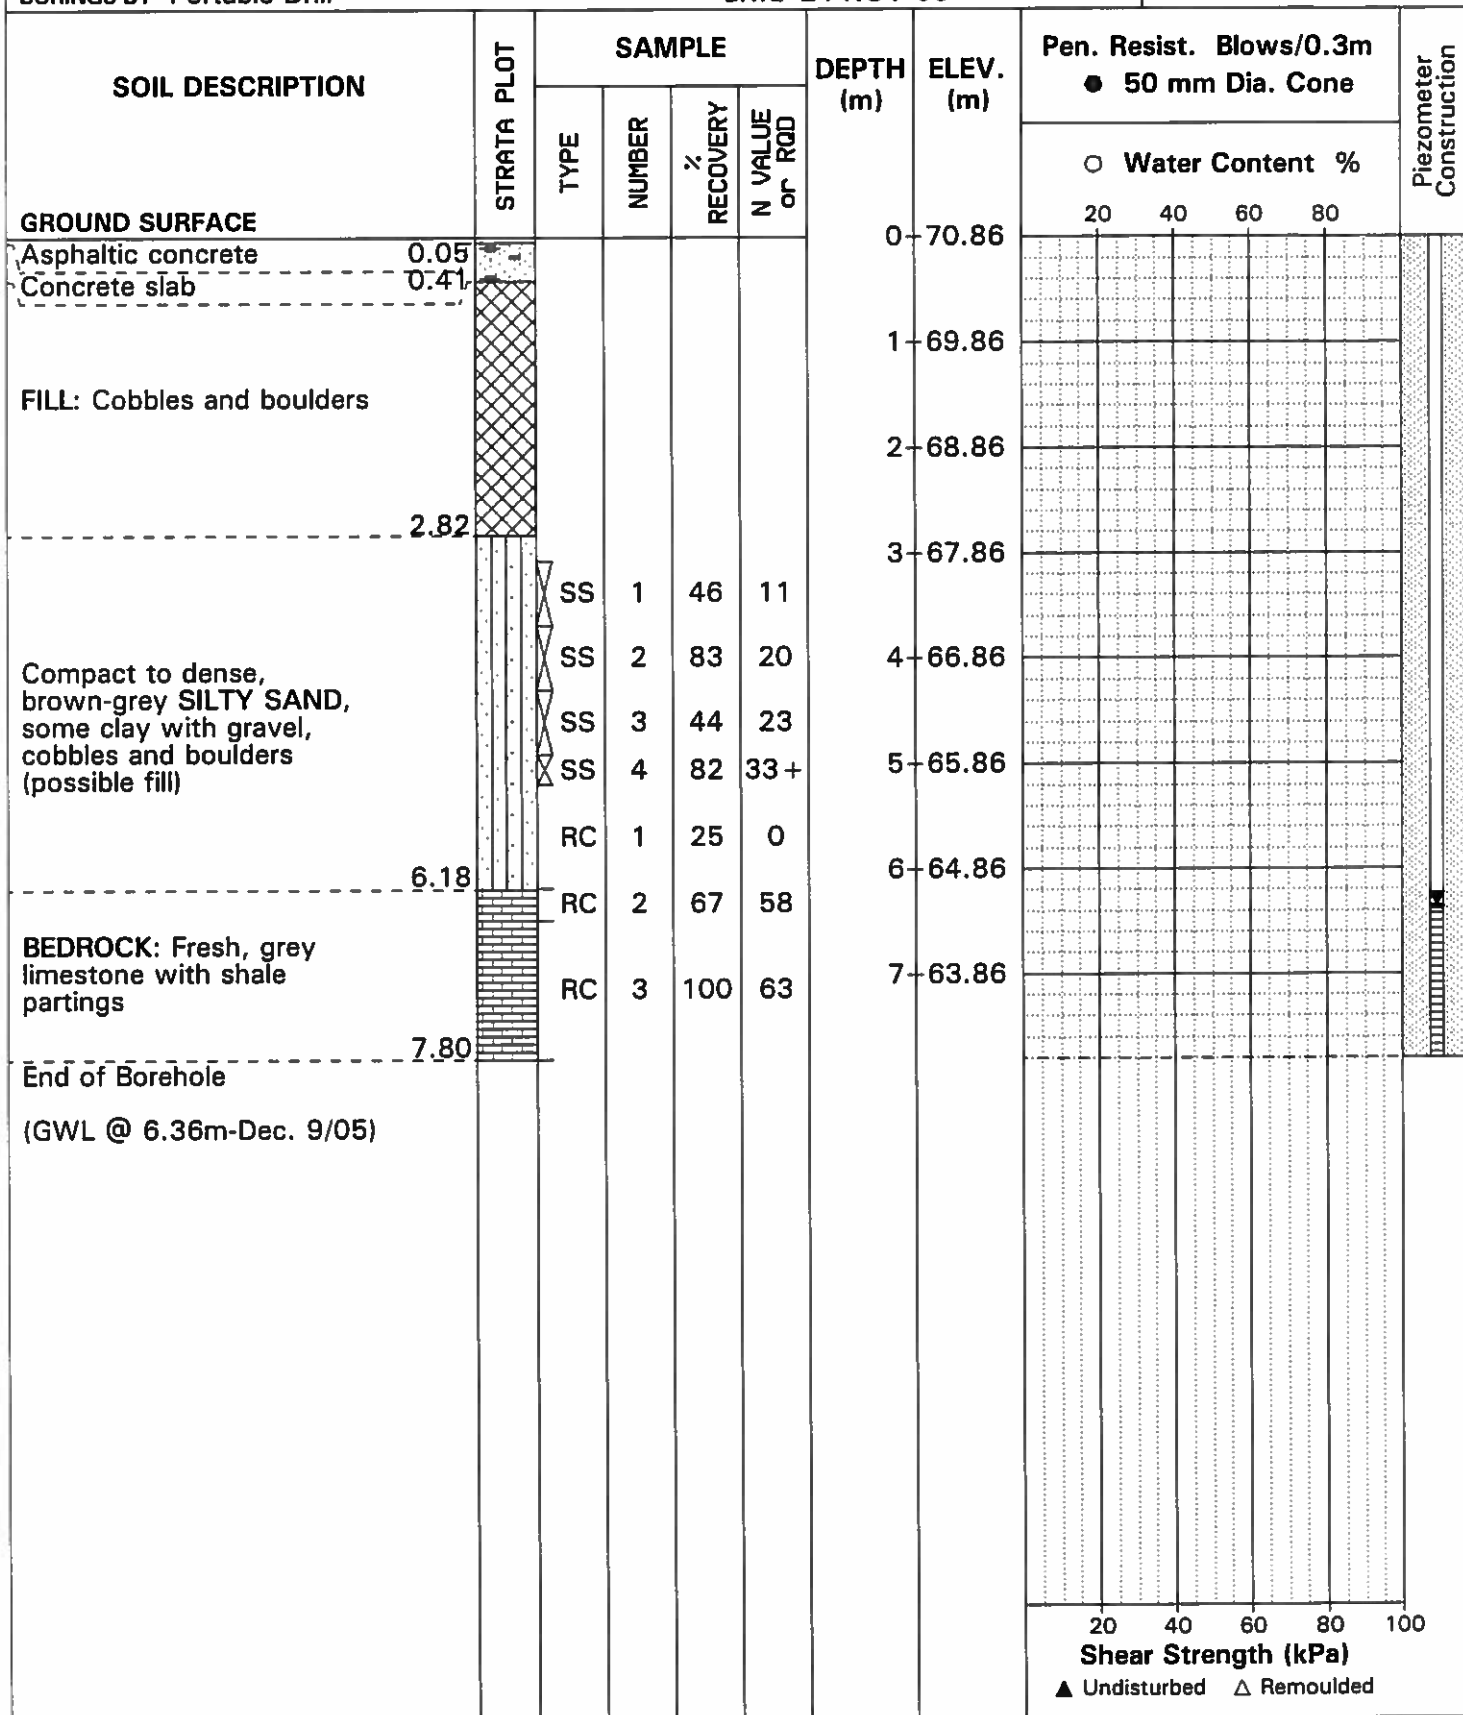 SOIL DESCRIPTION
STRATA PLOT
SAMPLE
TYPE
NUMBER
% RECOVERY
N VALUE or RQD
DEPTH (m)
ELEV. (m)
Pen. Resist. Blows/0.3m
● 50 mm Dia. Cone
○ Water Content %
20 40 60 80
Piezometer Construction
GROUND SURFACE
0 70.86
Asphaltic concrete 0.05
Concrete slab 0.41
1 69.86
FILL: Cobbles and boulders
2 68.86
2.82
3 67.86
SS 1 46 11
SS 2 83 20
4 66.86
Compact to dense,
brown-grey SILTY SAND,
some clay with gravel,
cobbles and boulders
(possible fill)
SS 3 44 23
SS 4 82 33+
5 65.86
RC 1 25 0
6.18
6 64.86
RC 2 67 58
BEDROCK: Fresh, grey
limestone with shale
partings
RC 3 100 63
7 63.86
7.80
End of Borehole
(GWL @ 6.36m-Dec. 9/05)
20 40 60 80 100
Shear Strength (kPa)
▲ Undisturbed △ Remoulded